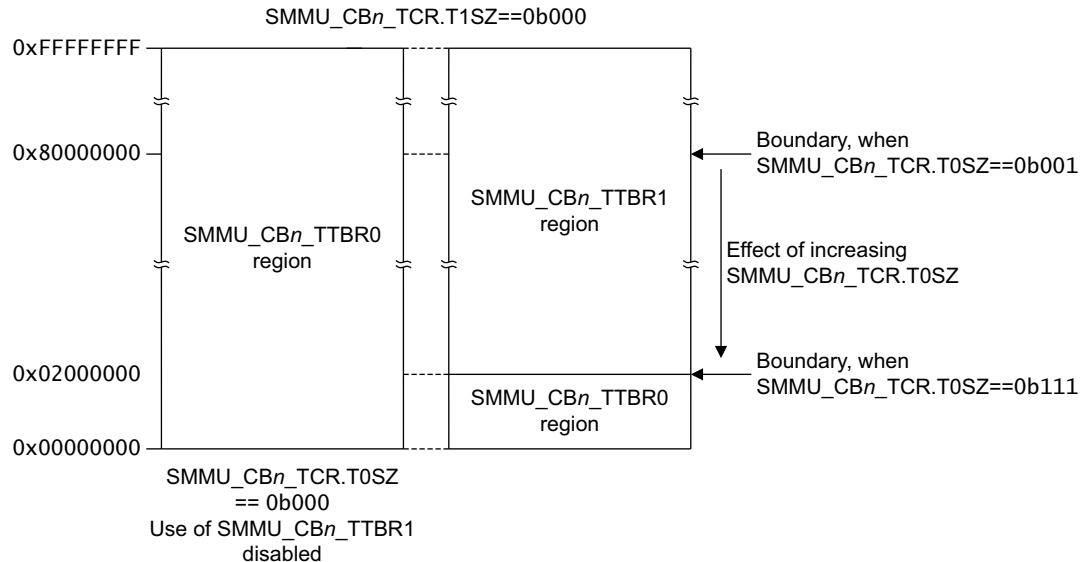 SMMU_CBn_TCR.T1SZ==0b000
0xFFFFFFFF
0x80000000
Boundary, when
SMMU_CBn_TCR.T0SZ==0b001
SMMU_CBn_TTBR0
region
SMMU_CBn_TTBR1
region
Effect of increasing
SMMU_CBn_TCR.T0SZ
0x02000000
Boundary, when
SMMU_CBn_TCR.T0SZ==0b111
SMMU_CBn_TTBR0
region
0x00000000
SMMU_CBn_TCR.T0SZ
== 0b000
Use of SMMU_CBn_TTBR1
disabled